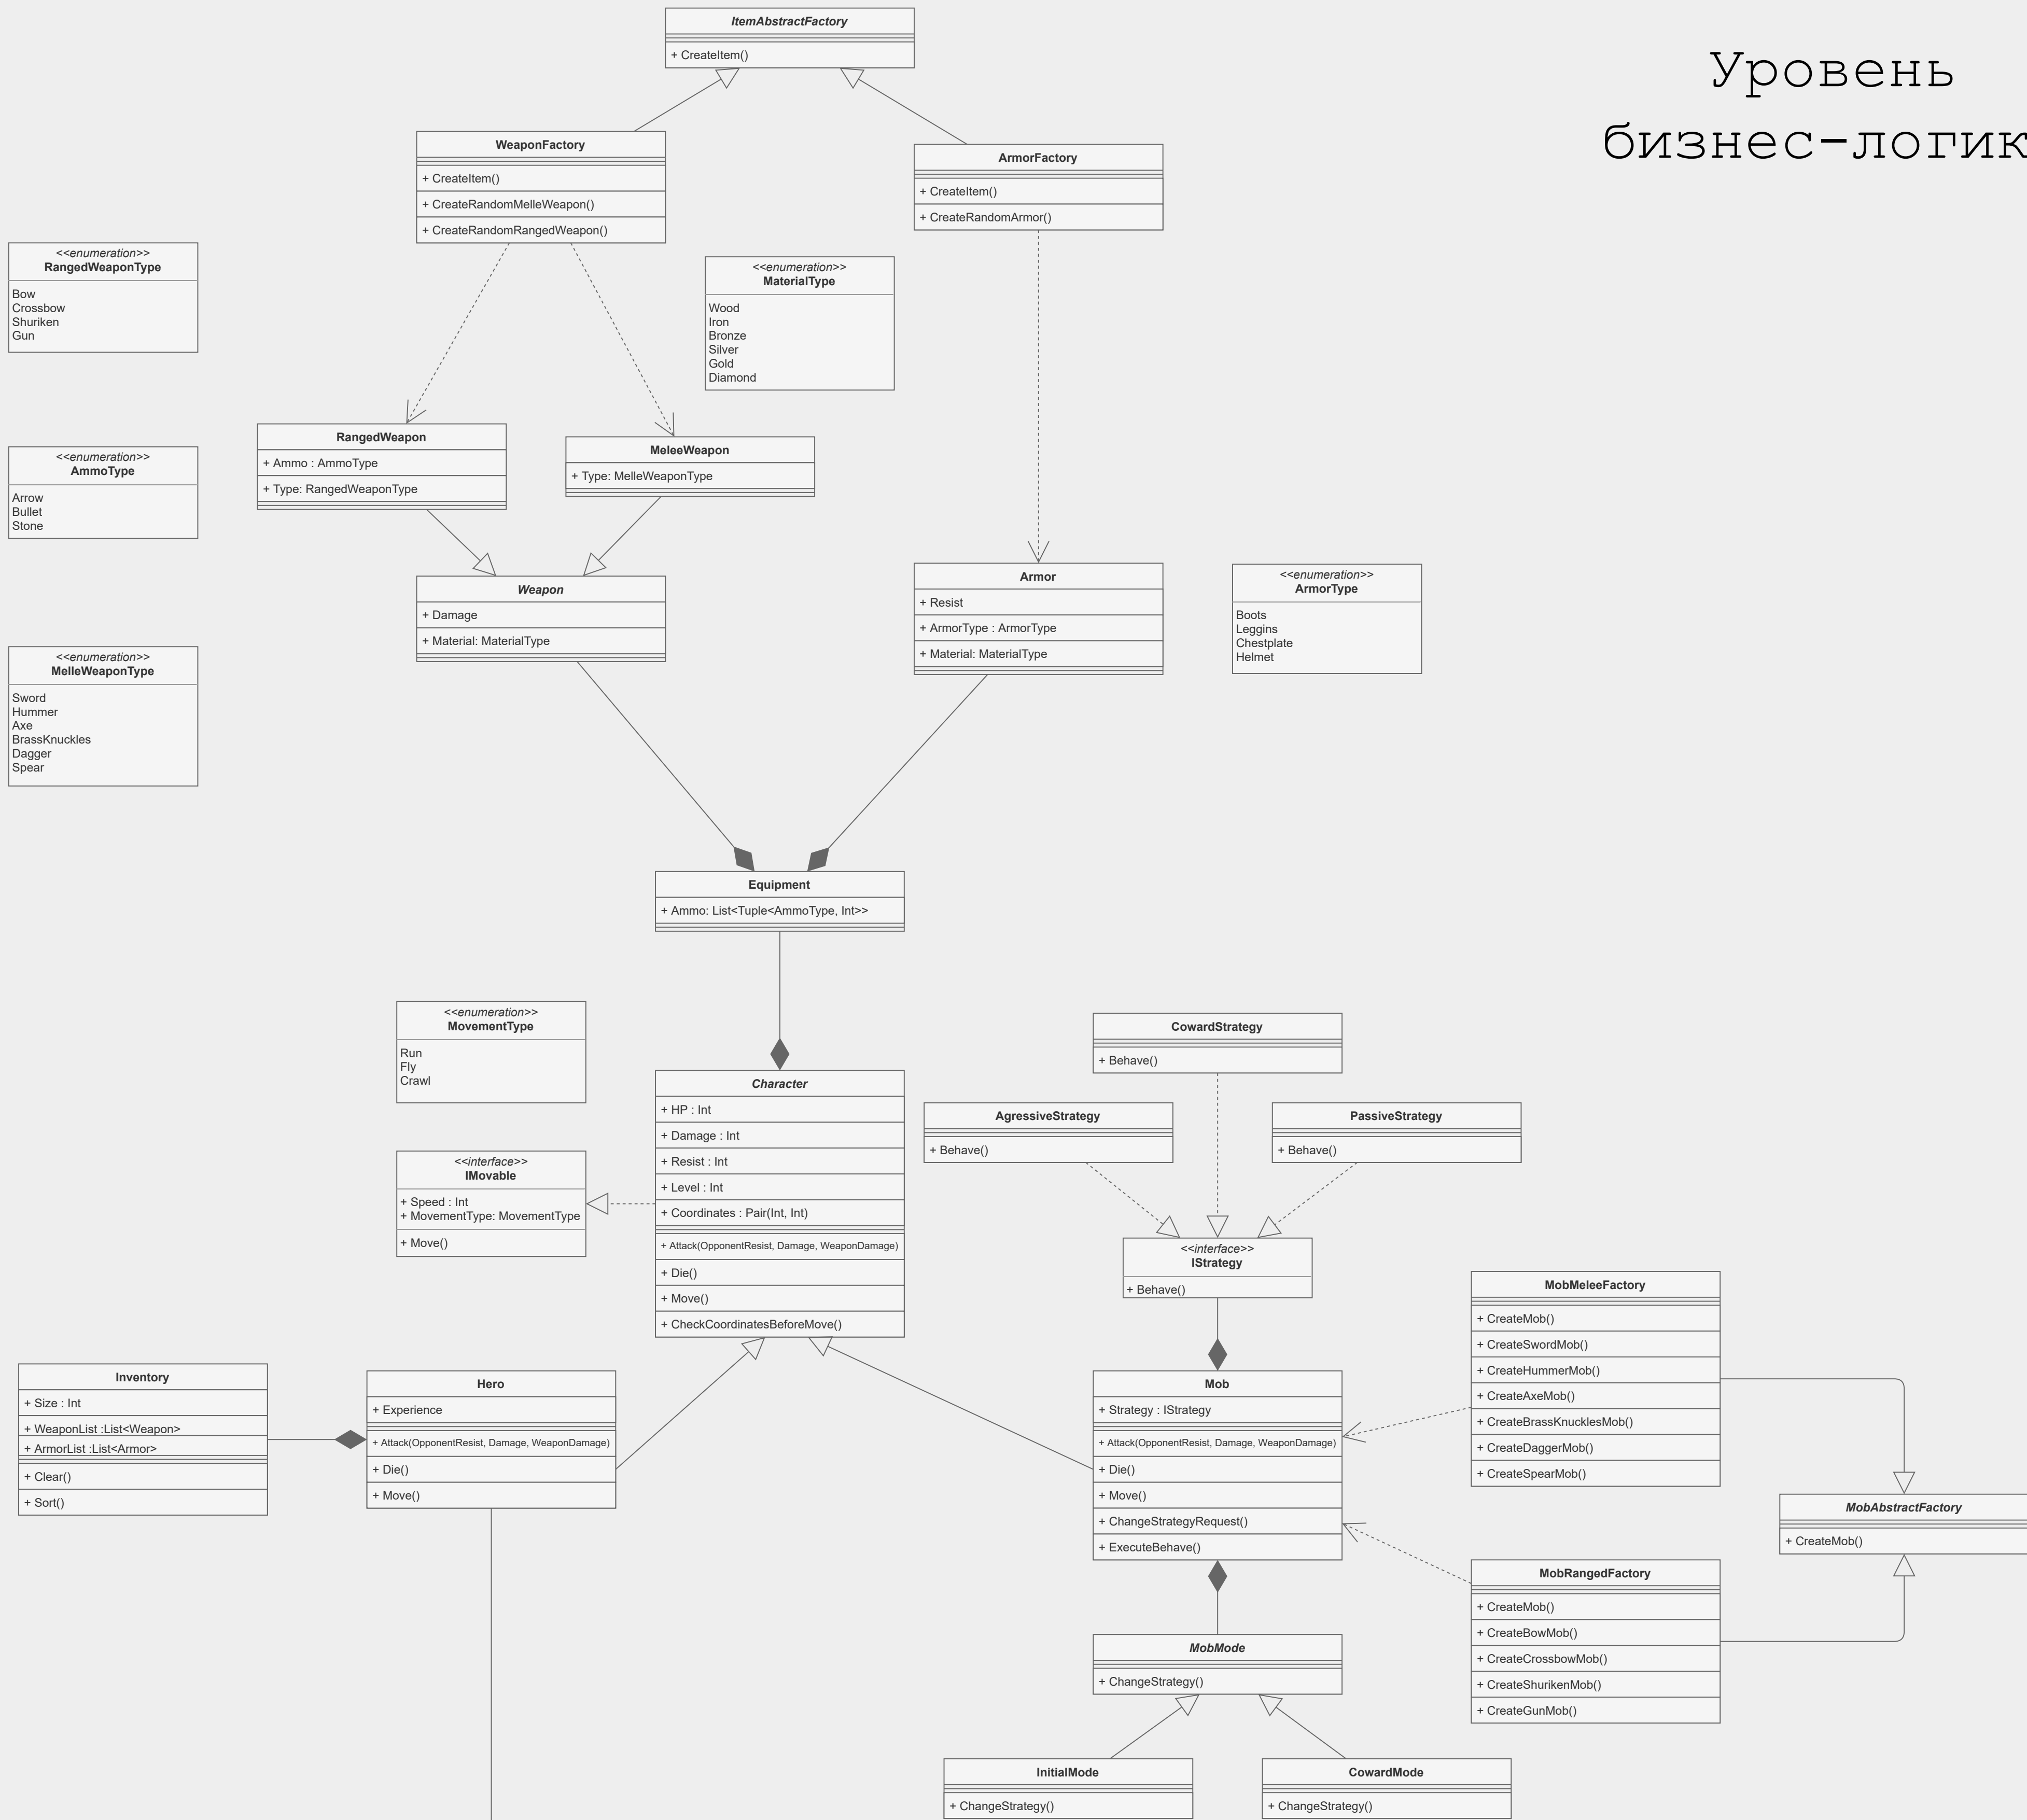 ItemAbstractFactory
+ CreateItem()
Уровень
бизнес-логик
WeaponFactory
+ CreateItem()
+ CreateRandomMelleWeapon()
+ CreateRandomRangedWeapon()
ArmorFactory
+ CreateItem()
+ CreateRandomArmor()
<<enumeration>>
RangedWeaponType
Bow
Crossbow
Shuriken
Gun
<<enumeration>>
MaterialType
Wood
Iron
Bronze
Silver
Gold
Diamond
<<enumeration>>
AmmoType
Arrow
Bullet
Stone
RangedWeapon
+ Ammo : AmmoType
+ Type: RangedWeaponType
MeleeWeapon
+ Type: MelleWeaponType
Weapon
+ Damage
+ Material: MaterialType
Armor
+ Resist
+ ArmorType : ArmorType
+ Material: MaterialType
<<enumeration>>
ArmorType
Boots
Leggins
Chestplate
Helmet
<<enumeration>>
MelleWeaponType
Sword
Hummer
Axe
BrassKnuckles
Dagger
Spear
Equipment
+ Ammo: List<Tuple<AmmoType, Int>>
<<enumeration>>
MovementType
Run
Fly
Crawl
<<interface>>
IMovable
+ Speed : Int
+ MovementType: MovementType
+ Move()
Character
+ HP : Int
+ Damage : Int
+ Resist : Int
+ Level : Int
+ Coordinates : Pair(Int, Int)
+ Attack(OpponentResist, Damage, WeaponDamage)
+ Die()
+ Move()
+ CheckCoordinatesBeforeMove()
CowardStrategy
+ Behave()
AgressiveStrategy
+ Behave()
PassiveStrategy
+ Behave()
<<interface>>
IStrategy
+ Behave()
Inventory
+ Size : Int
+ WeaponList :List<Weapon>
+ ArmorList :List<Armor>
+ Clear()
+ Sort()
Hero
+ Experience
+ Attack(OpponentResist, Damage, WeaponDamage)
+ Die()
+ Move()
Mob
+ Strategy : IStrategy
+ Attack(OpponentResist, Damage, WeaponDamage)
+ Die()
+ Move()
+ ChangeStrategyRequest()
+ ExecuteBehave()
MobMeleeFactory
+ CreateMob()
+ CreateSwordMob()
+ CreateHummerMob()
+ CreateAxeMob()
+ CreateBrassKnucklesMob()
+ CreateDaggerMob()
+ CreateSpearMob()
MobAbstractFactory
+ CreateMob()
MobRangedFactory
+ CreateMob()
+ CreateBowMob()
+ CreateCrossbowMob()
+ CreateShurikenMob()
+ CreateGunMob()
MobMode
+ ChangeStrategy()
InitialMode
+ ChangeStrategy()
CowardMode
+ ChangeStrategy()